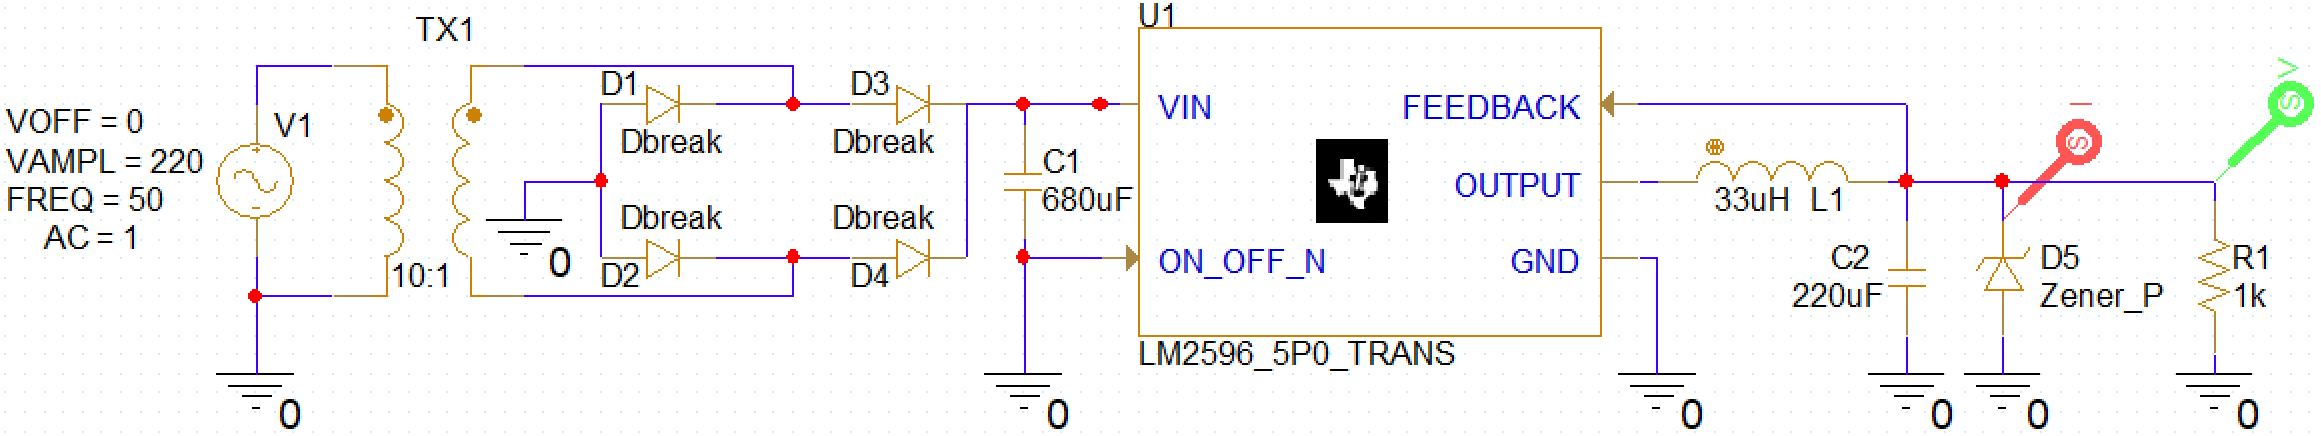 TX1
U1
VOFF = 0
VAMPL = 220
FREQ = 50
AC = 1
V1
10:1
D1
Dbreak
D3
Dbreak
Dbreak
D2
Dbreak
D4
0
0
C1
680uF
0
VIN
FEEDBACK
OUTPUT
ON_OFF_N
GND
LM2596_5P0_TRANS
0
33uH L1
C2
220uF
0
I
S
D5
Zener_P
0
V
S
R1
1k
0